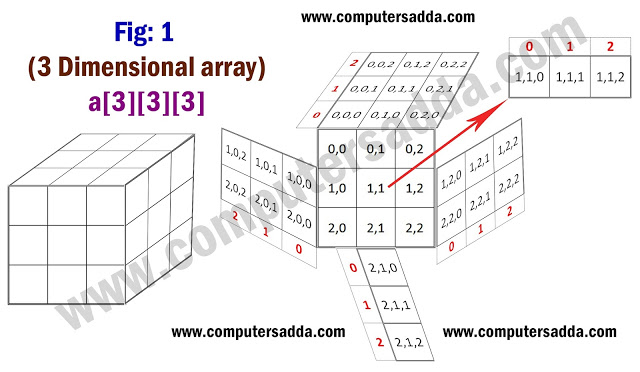 www.computersadda.com
Fig: 1
(3 Dimensional array)
a[3][3][3]
0 1 2
1,1,0 1,1,1 1,1,2
2 0,0,2 0,1,2 0,2,2
1 0,0,1 0,1,1 0,2,1
0 0,0,0 0,1,0 0,2,0
0,0 0,1 0,2
1,0 1,1 1,2
2,0 2,1 2,2
1,0,2 1,0,1 1,0,0
2,0,2 2,0,1 2,0,0
2 1 0
1,2,0 1,2,1 1,2,2
2,2,0 2,2,1 2,2,2
0 1 2
0 2,1,0
1 2,1,1
2 2,1,2
www.computersadda.com
www.computersadda.com
www.computersadda.com